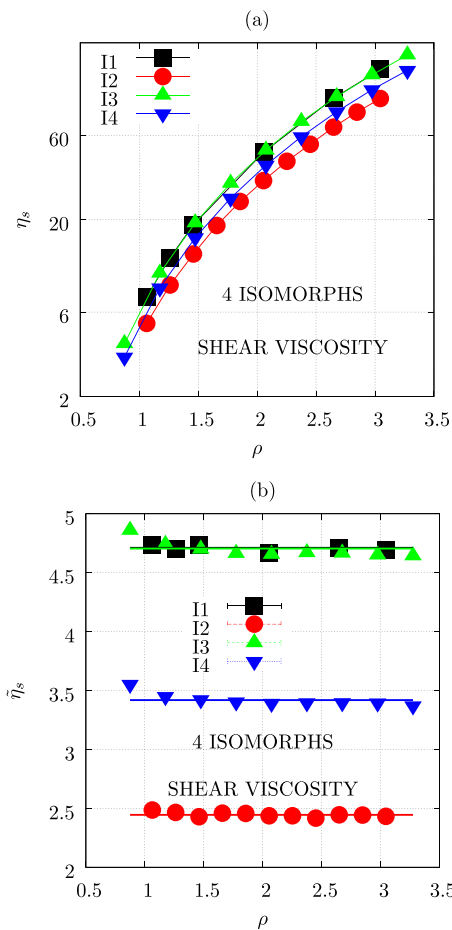 (a)
I1
I2
I3
I4
60
20
6
2
η_s
4 ISOMORPHS
SHEAR VISCOSITY
0.5 1 1.5 2 2.5 3 3.5
ρ
(b)
5
4.5
4
3.5
3
2.5
2
I1
I2
I3
I4
η̃_s
4 ISOMORPHS
SHEAR VISCOSITY
0.5 1 1.5 2 2.5 3 3.5
ρ